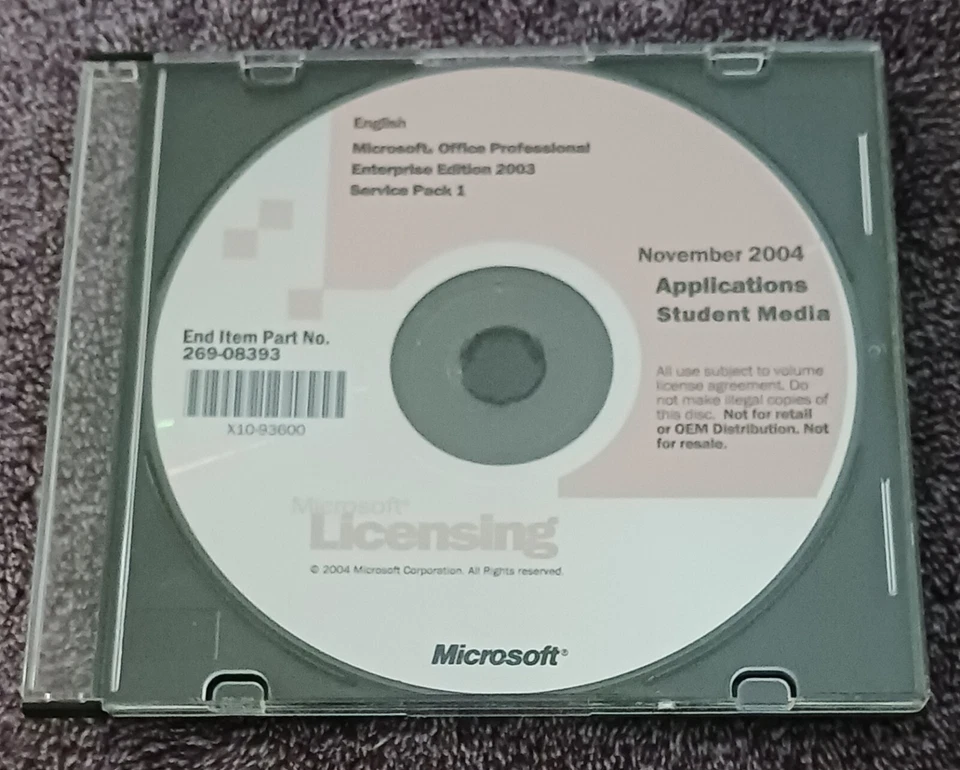 English
Microsoft® Office Professional
Enterprise Edition 2003
Service Pack 1
November 2004
Applications
Student Media
End Item Part No.
269-08393
X10-93600
All use subject to volume
license agreement. Do
not make illegal copies of
this disc. Not for retail
or OEM Distribution. Not
for resale.
Microsoft®
Licensing
© 2004 Microsoft Corporation. All Rights reserved.
Microsoft®